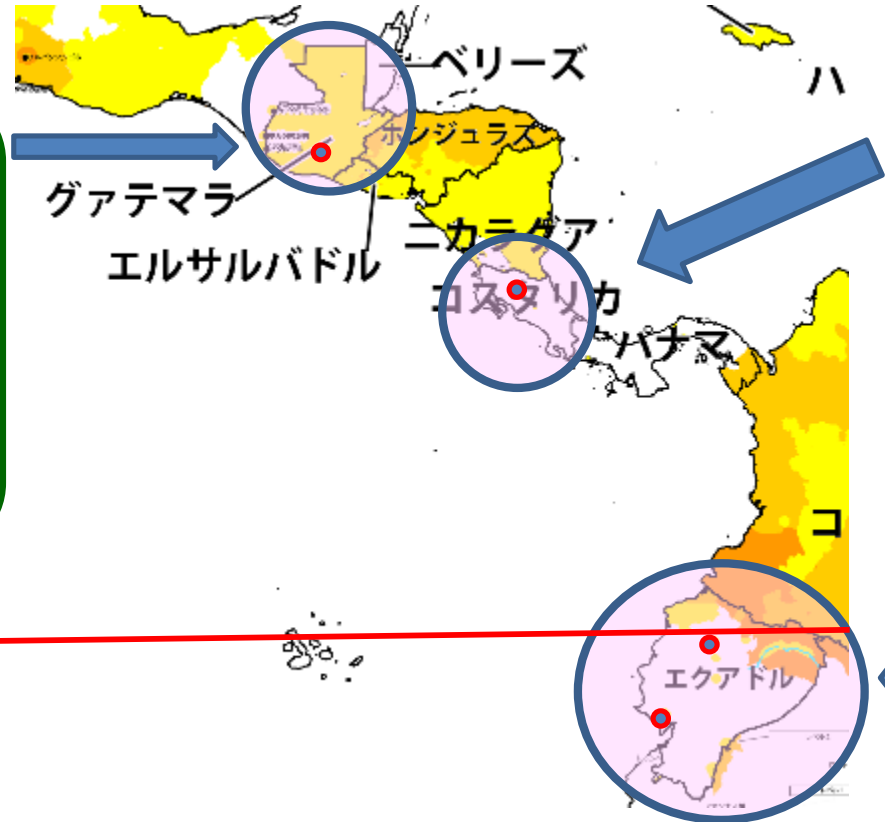 ベリーズ
ハ
ホンジュラス
グァテマラ
ニカラグア
エルサルバドル
コスタリカ
パナマ
コ
エクアドル